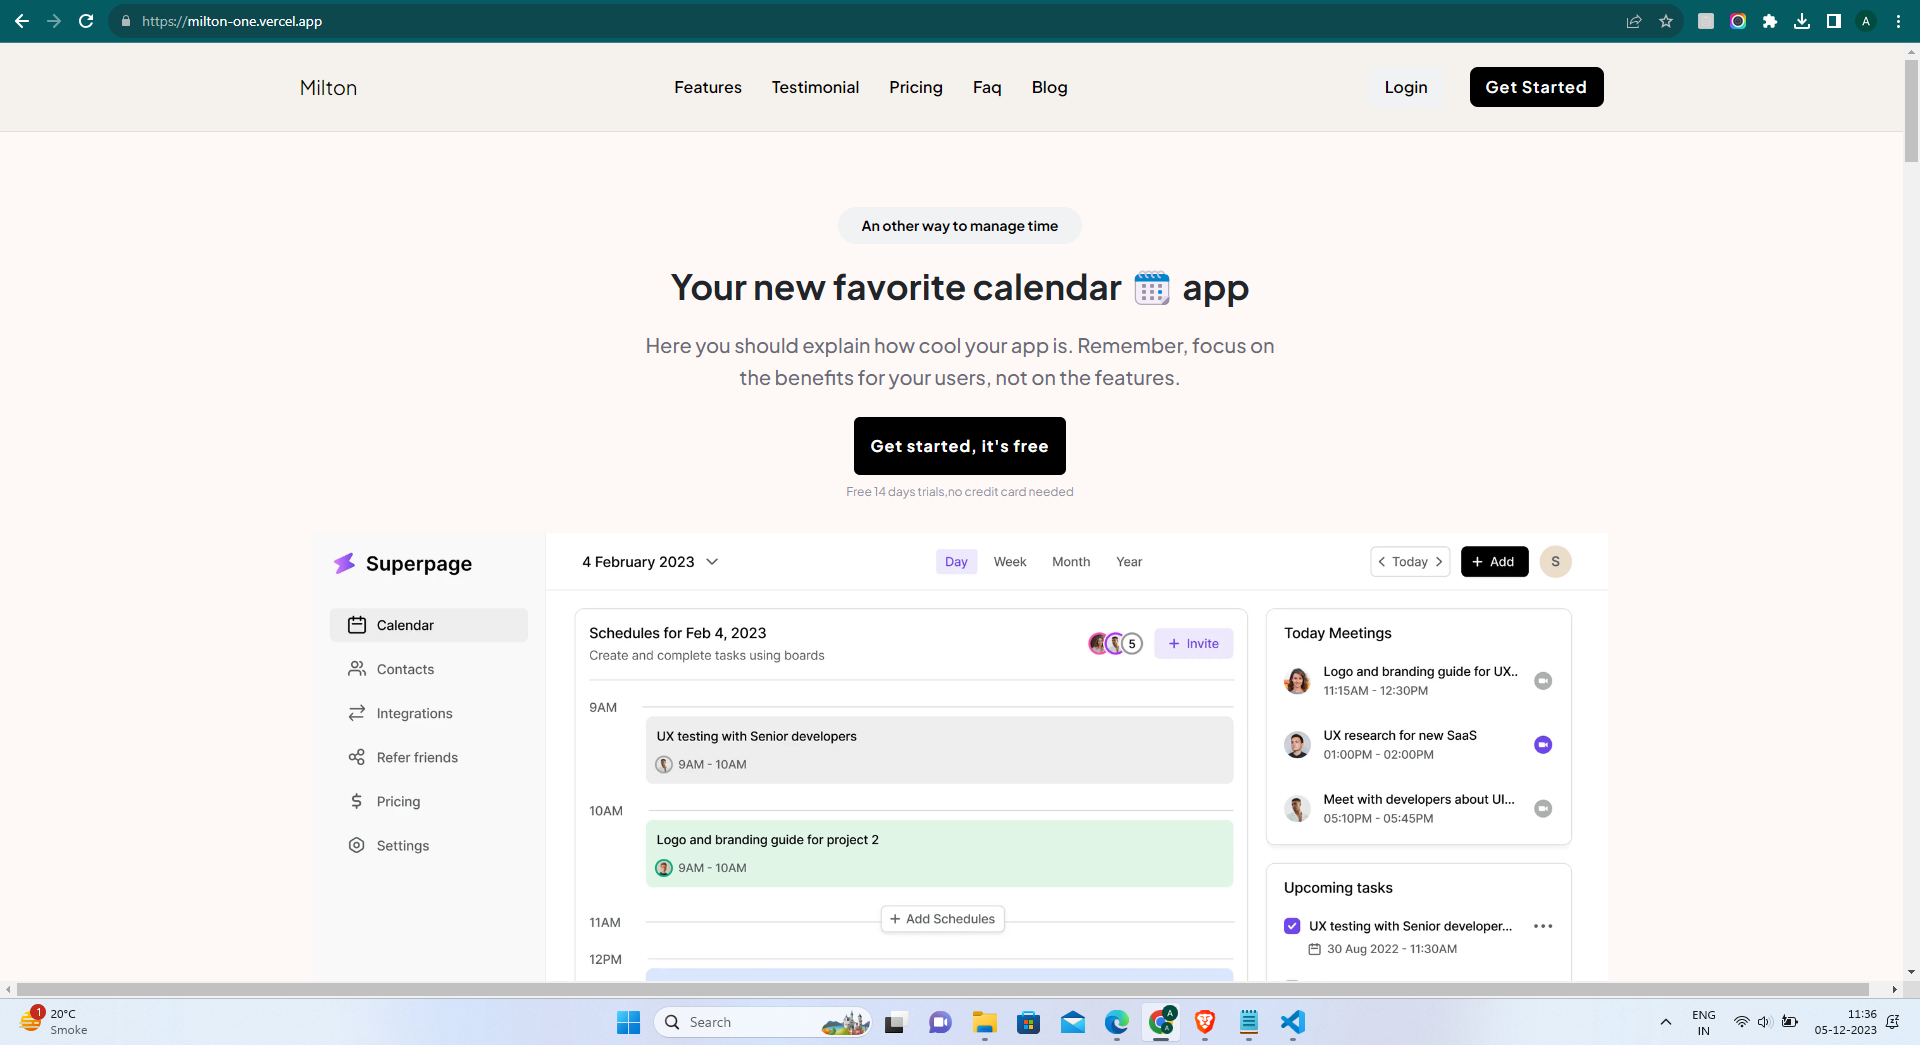 https://milton-one.vercel.app
A
Milton
Features Testimonial Pricing Faq Blog
Login Get Started
An other way to manage time
Your new favorite calendar app
Here you should explain how cool your app is. Remember, focus on
the benefits for your users, not on the features.
Get started, it's free
Free 14 days trials,no credit card needed
Superpage
Calendar
Contacts
Integrations
Refer friends
Pricing
Settings
4 February 2023
Day Week Month Year
Today
+ Add
S
Schedules for Feb 4, 2023
Create and complete tasks using boards
5
+ Invite
9AM
UX testing with Senior developers
9AM - 10AM
10AM
Logo and branding guide for project 2
9AM - 10AM
11AM
+ Add Schedules
12PM
Today Meetings
Logo and branding guide for UX..
11:15AM - 12:30PM
UX research for new SaaS
01:00PM - 02:00PM
Meet with developers about UI...
05:10PM - 05:45PM
Upcoming tasks
UX testing with Senior developer...
30 Aug 2022 - 11:30AM
1
20°C
Smoke
Search
A
A
ENG
IN
11:36
05-12-2023